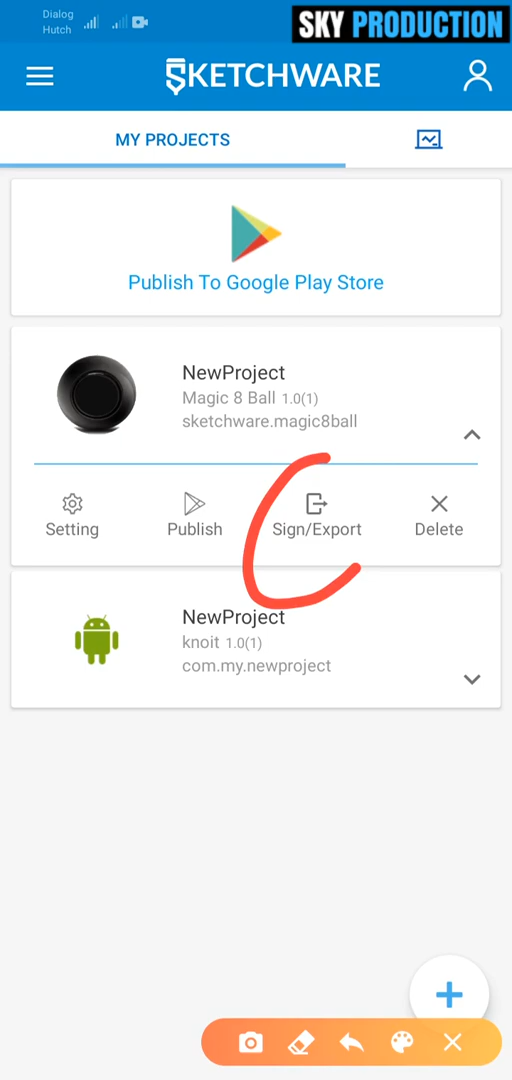 Dialog
Hutch
SKY PRODUCTION
SKETCHWARE
MY PROJECTS
Publish To Google Play Store
NewProject
Magic 8 Ball 1.0(1)
sketchware.magic8ball
Setting
Publish
Sign/Export
Delete
NewProject
knoit 1.0(1)
com.my.newproject